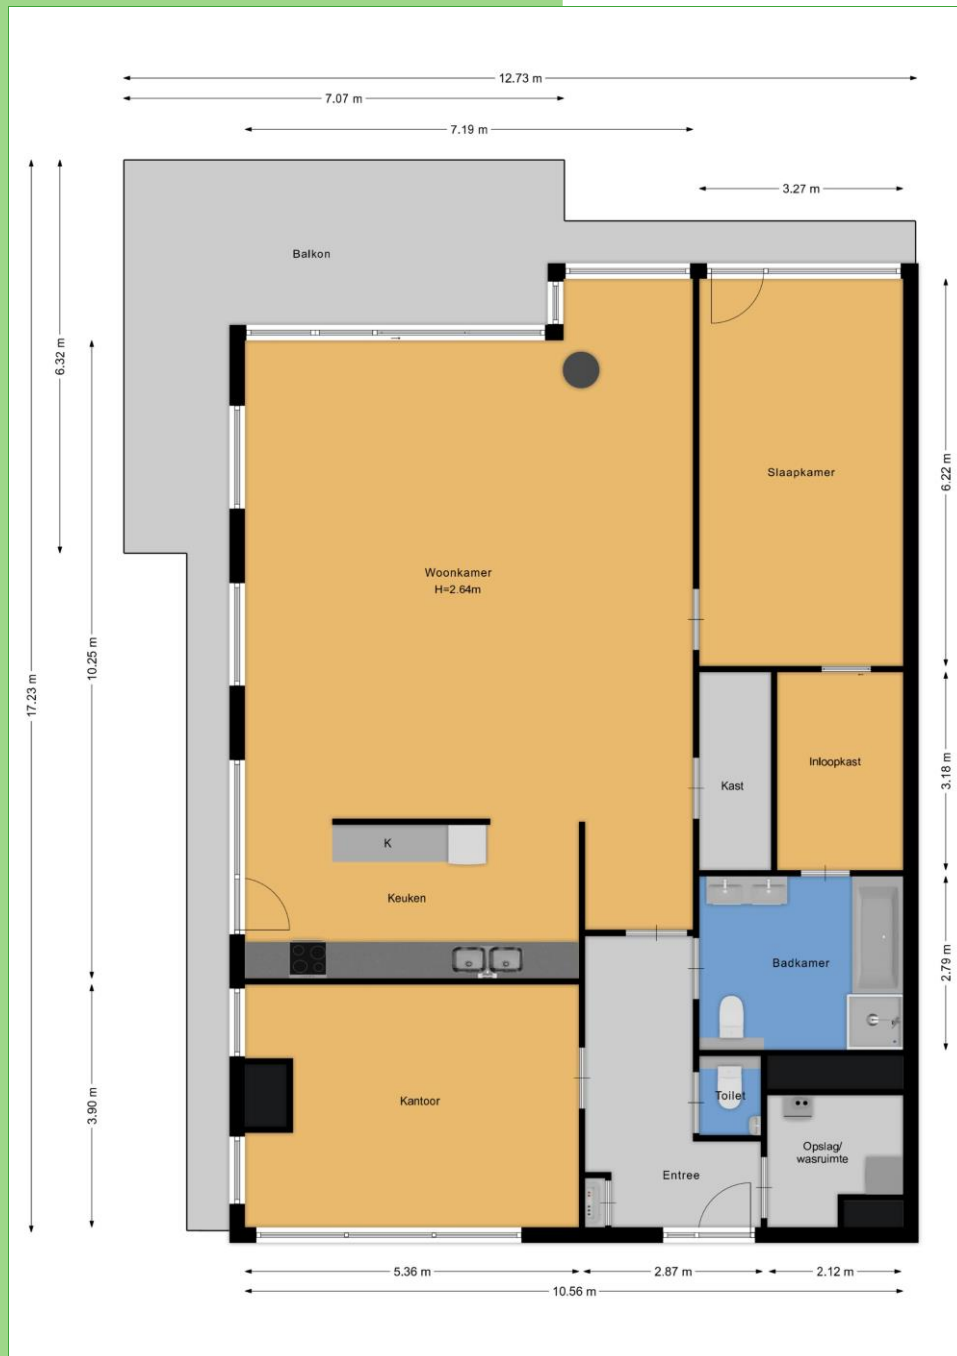 12.73 m
7.07 m
7.19 m
3.27 m
Balkon
6.32 m
6.22 m
Slaapkamer
Woonkamer
H=2.64m
10.25 m
17.23 m
Inloopkast
3.18 m
Kast
K
Keuken
Badkamer
2.79 m
3.90 m
Kantoor
Toilet
Opslag/
wasruimte
Entree
5.36 m
2.87 m
2.12 m
10.56 m